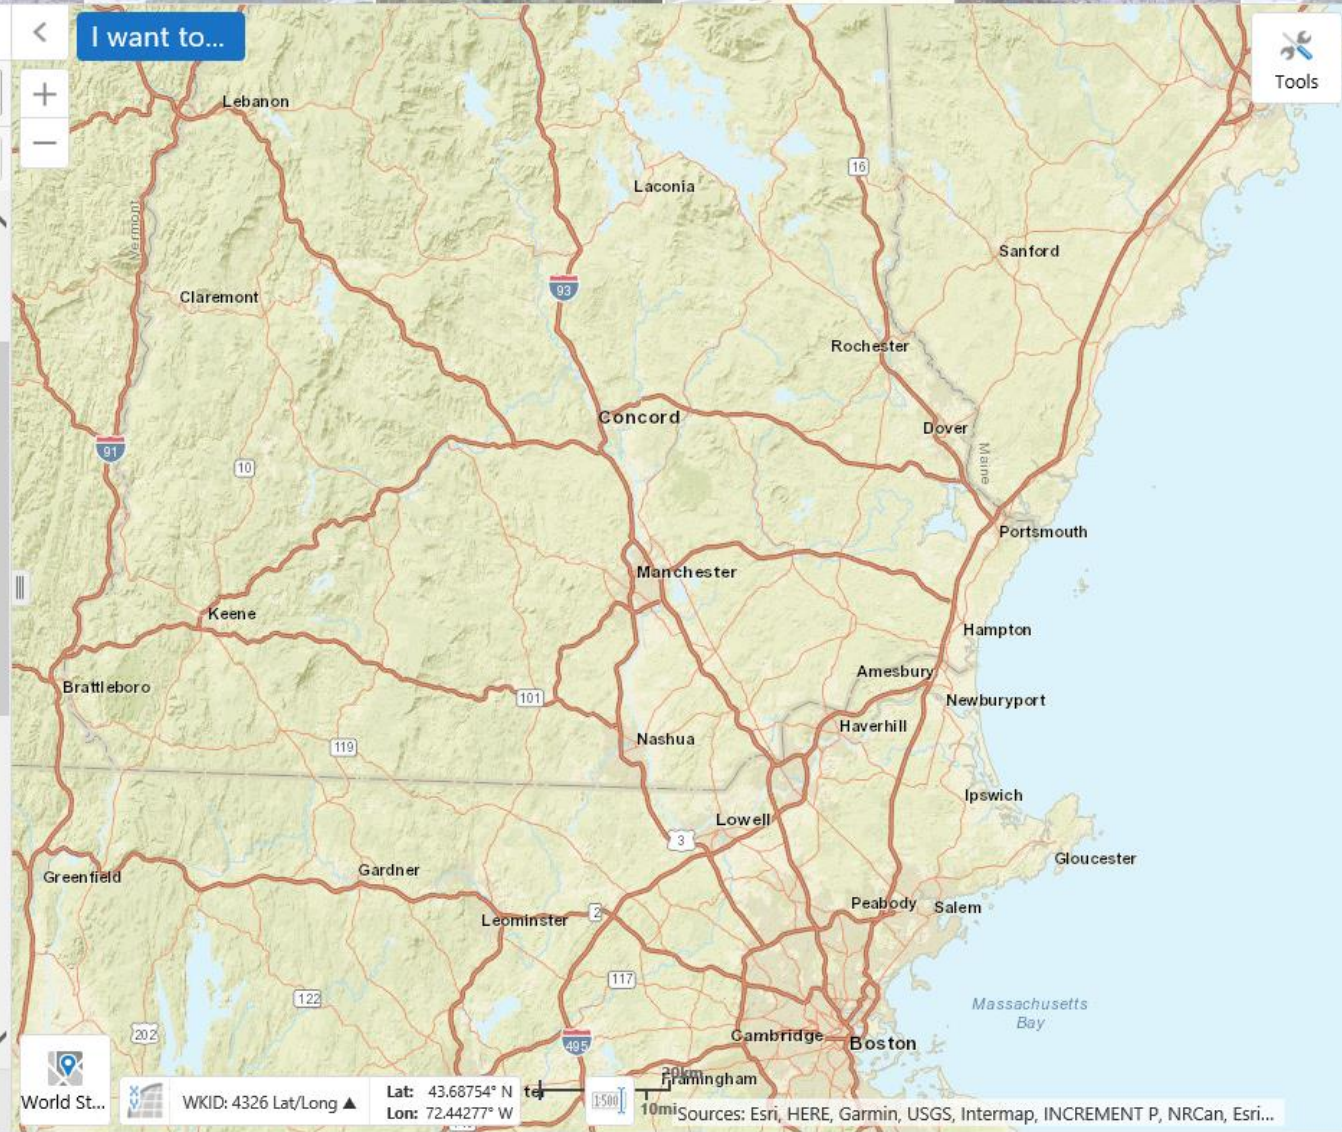 I want to...
Tools
Lebanon
16
Laconia
Vermont
Sanford
Claremont
93
Rochester
Concord
Dover
91
Maine
10
Portsmouth
Manchester
Keene
Hampton
Amesbury
Brattleboro
101
Newburyport
Haverhill
Nashua
119
Ipswich
Lowell
3
Gloucester
Gardner
Greenfield
Peabody
Salem
2
Leominster
117
122
Massachusetts
Bay
202
Cambridge
Boston
495
Framingham
20km
World St...
WKID: 4326 Lat/Long ▲
Lat: 43.68754° N
Lon: 72.44277° W
1:500
10mi
Sources: Esri, HERE, Garmin, USGS, Intermap, INCREMENT P, NRCan, Esri...